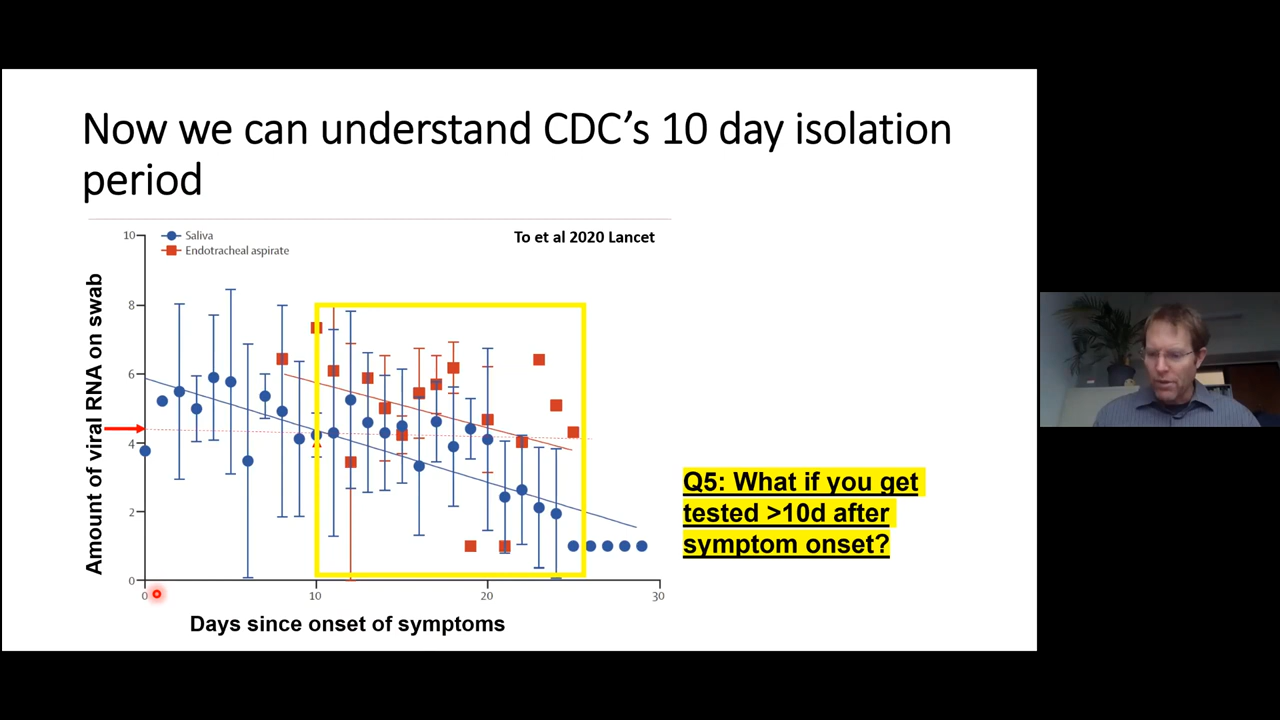 Now we can understand CDC’s 10 day isolation
period
Saliva
Endotracheal aspirate
To et al 2020 Lancet
Amount of viral RNA on swab
10
8
6
4
2
0
0
10
20
30
Days since onset of symptoms
Q5: What if you get
tested >10d after
symptom onset?